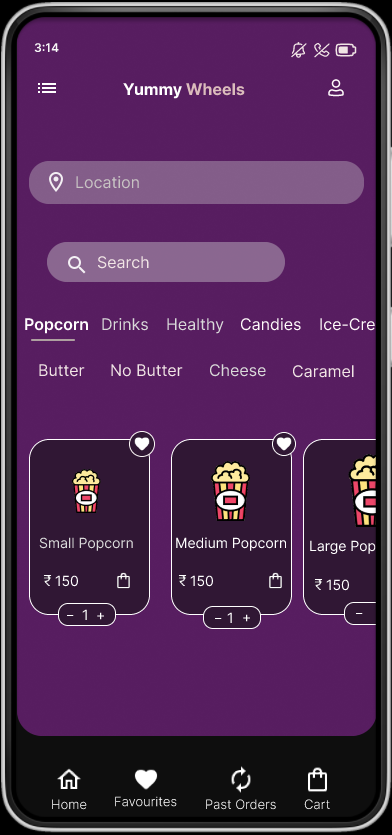 3:14
Yummy Wheels
Location
Search
Popcorn Drinks Healthy Candies Ice-Cre
Butter No Butter Cheese Caramel
Small Popcorn Medium Popcorn Large Pop
₹ 150 ₹ 150 ₹ 150
− 1 + − 1 + −
Home Favourites Past Orders Cart